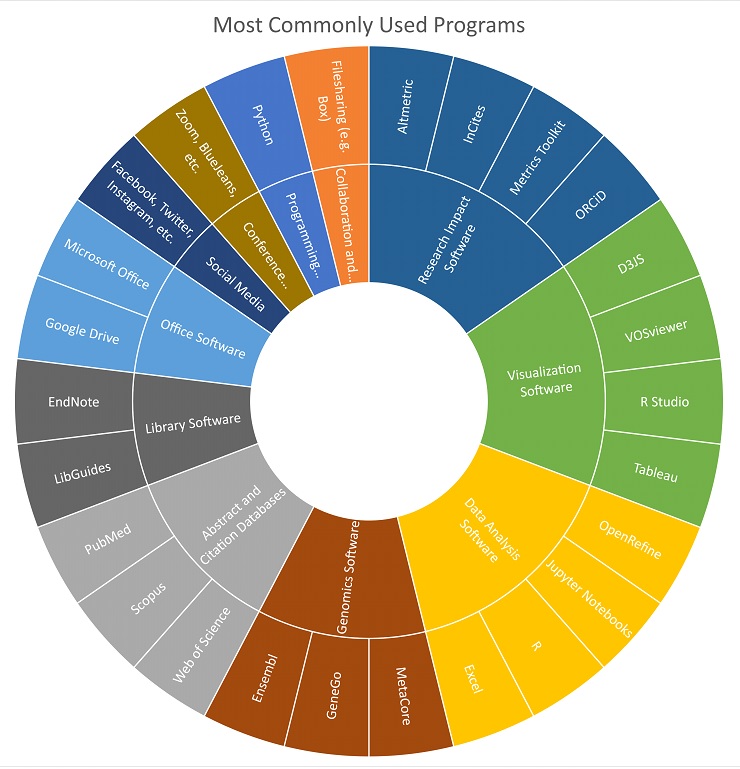 Most Commonly Used Programs
Altmetric
InCites
Metrics Toolkit
ORCID
Research Impact
Software
D3JS
VOSviewer
R Studio
Tableau
Visualization
Software
OpenRefine
Jupyter Notebooks
R
Excel
Data Analysis
Software
MetaCore
GeneGo
Ensembl
Genomics Software
Web of Science
Scopus
PubMed
Abstract and
Citation Databases
LibGuides
EndNote
Library Software
Google Drive
Microsoft Office
Office Software
Facebook, Twitter,
Instagram, etc.
Social Media
Zoom, BlueJeans,
etc.
Conference...
Python
Programming...
Filesharing (e.g.
Box)
Collaboration and...